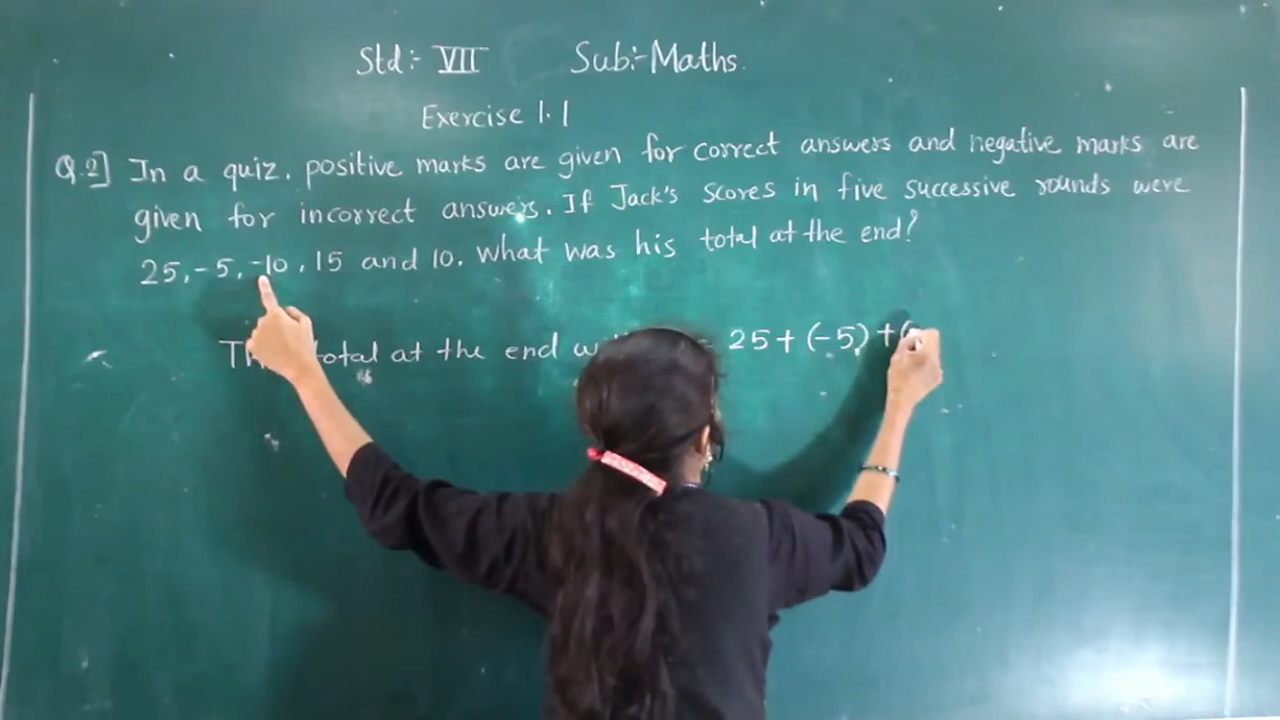 Std:- VII Sub:- Maths.
Exercise 1.1
Q.2] In a quiz, positive marks are given for correct answers and negative marks are
given for incorrect answers. If Jack's scores in five successive rounds were
25, -5, -10, 15 and 10. What was his total at the end?
total at the end 25 + (-5) + (